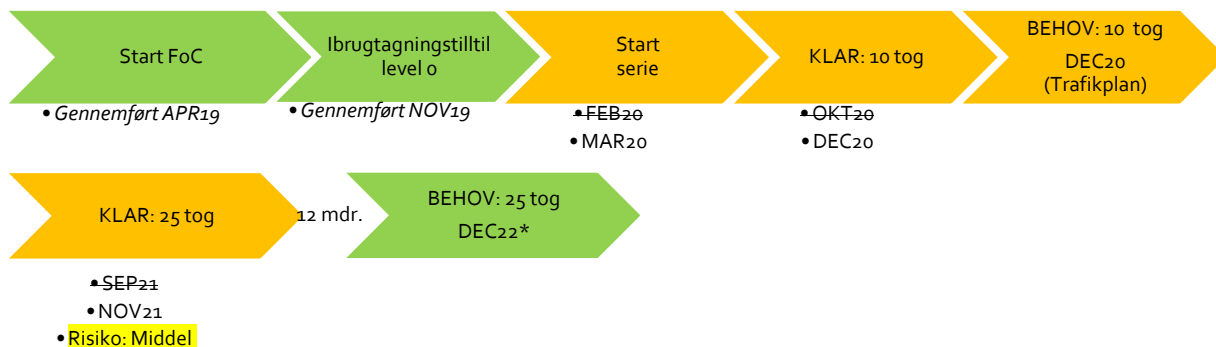 Start FoC
Ibrugtagningstilltil
level 0
Start
serie
KLAR: 10 tog
BEHOV: 10 tog
DEC20
(Trafikplan)
• Gennemført APR19
• Gennemført NOV19
• FEB20
• MAR20
• OKT20
• DEC20
KLAR: 25 tog
12 mdr.
BEHOV: 25 tog
DEC22*
• SEP21
• NOV21
• Risiko: Middel